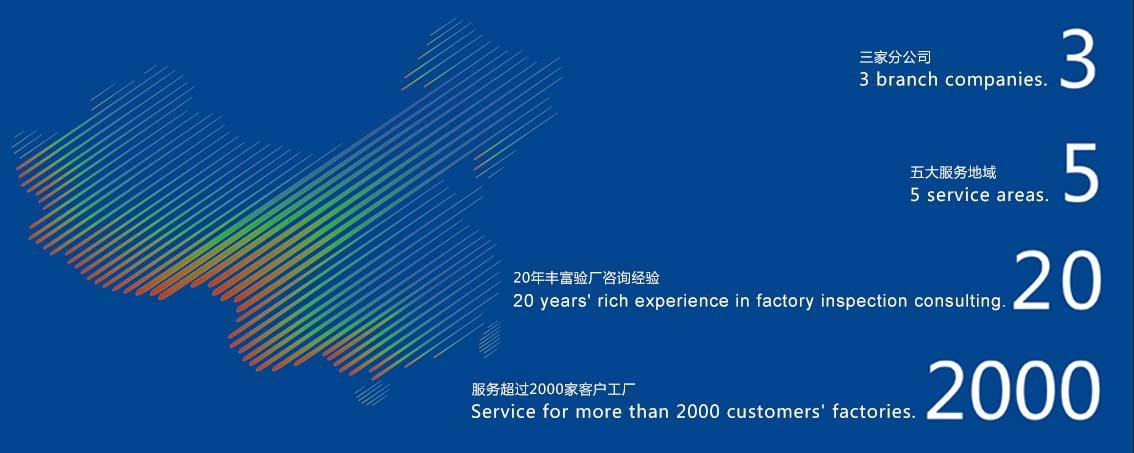 三家分公司
3 branch companies.
3
五大服务地域
5 service areas.
5
20年丰富验厂咨询经验
20 years' rich experience in factory inspection consulting.
20
服务超过2000家客户工厂
Service for more than 2000 customers' factories.
2000